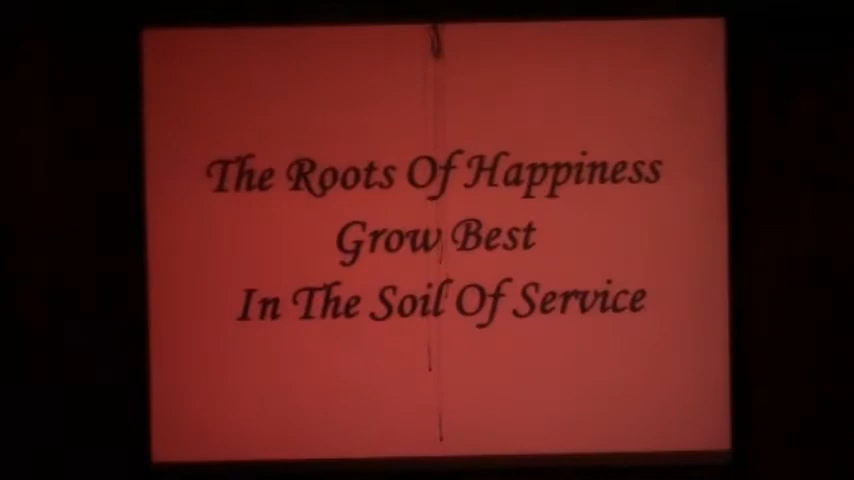 The Roots Of Happiness
Grow Best
In The Soil Of Service